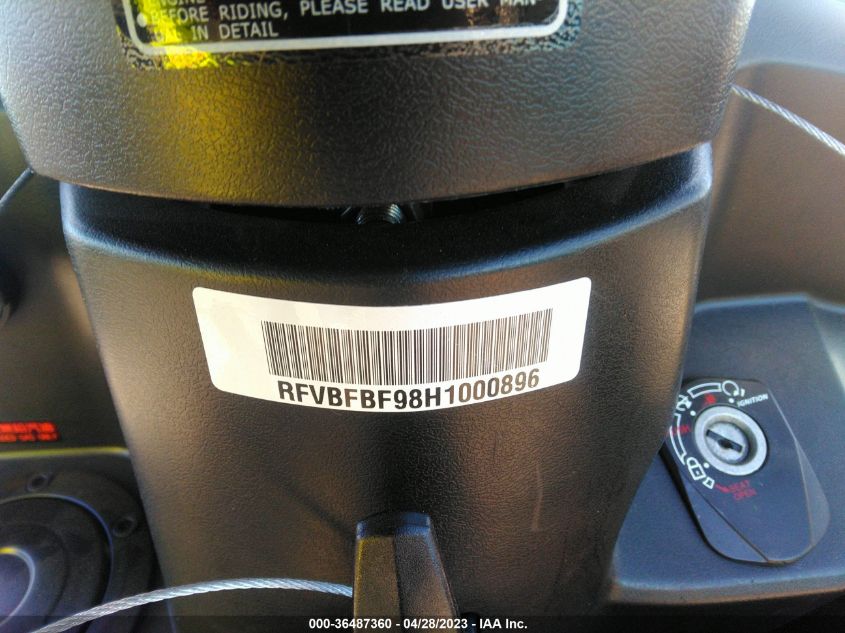 BEFORE RIDING, PLEASE READ USER MAN-
IN DETAIL
RFVBFBF98H1000896
IGNITION
SEAT
OPEN
000-36487360 - 04/28/2023 - IAA Inc.